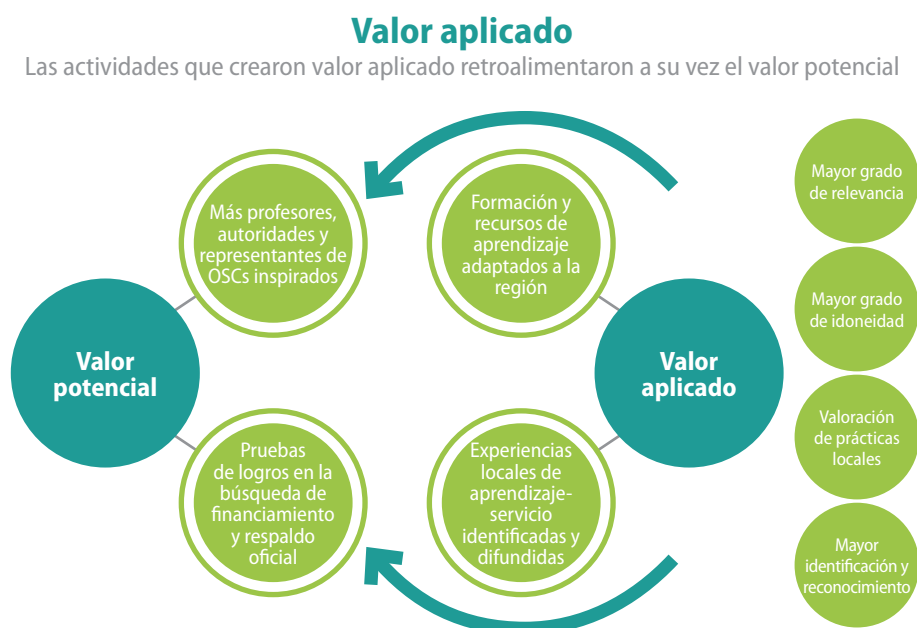 Valor aplicado
Las actividades que crearon valor aplicado retroalimentaron a su vez el valor potencial
Más profesores,
autoridades y
representantes de
OSCs inspirados
Formación y
recursos de
aprendizaje
adaptados a la
región
Valor
potencial
Valor
aplicado
Pruebas
de logros en la
búsqueda de
financiamiento
y respaldo
oficial
Experiencias
locales de
aprendizaje-
servicio
identificadas y
difundidas
Mayor grado
de relevancia
Mayor grado
de idoneidad
Valoración
de prácticas
locales
Mayor
identificación y
reconocimiento